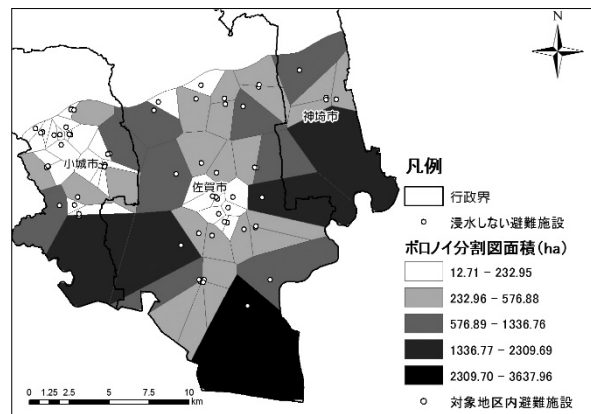 N
神埼市
小城市
佐賀市
凡例
行政界
浸水しない避難施設
ボロノイ分割図面積(ha)
12.71 - 232.95
232.96 - 576.88
576.89 - 1336.76
1336.77 - 2309.69
2309.70 - 3637.96
対象地区内避難施設
0 1.25 2.5 5 7.5 10
km